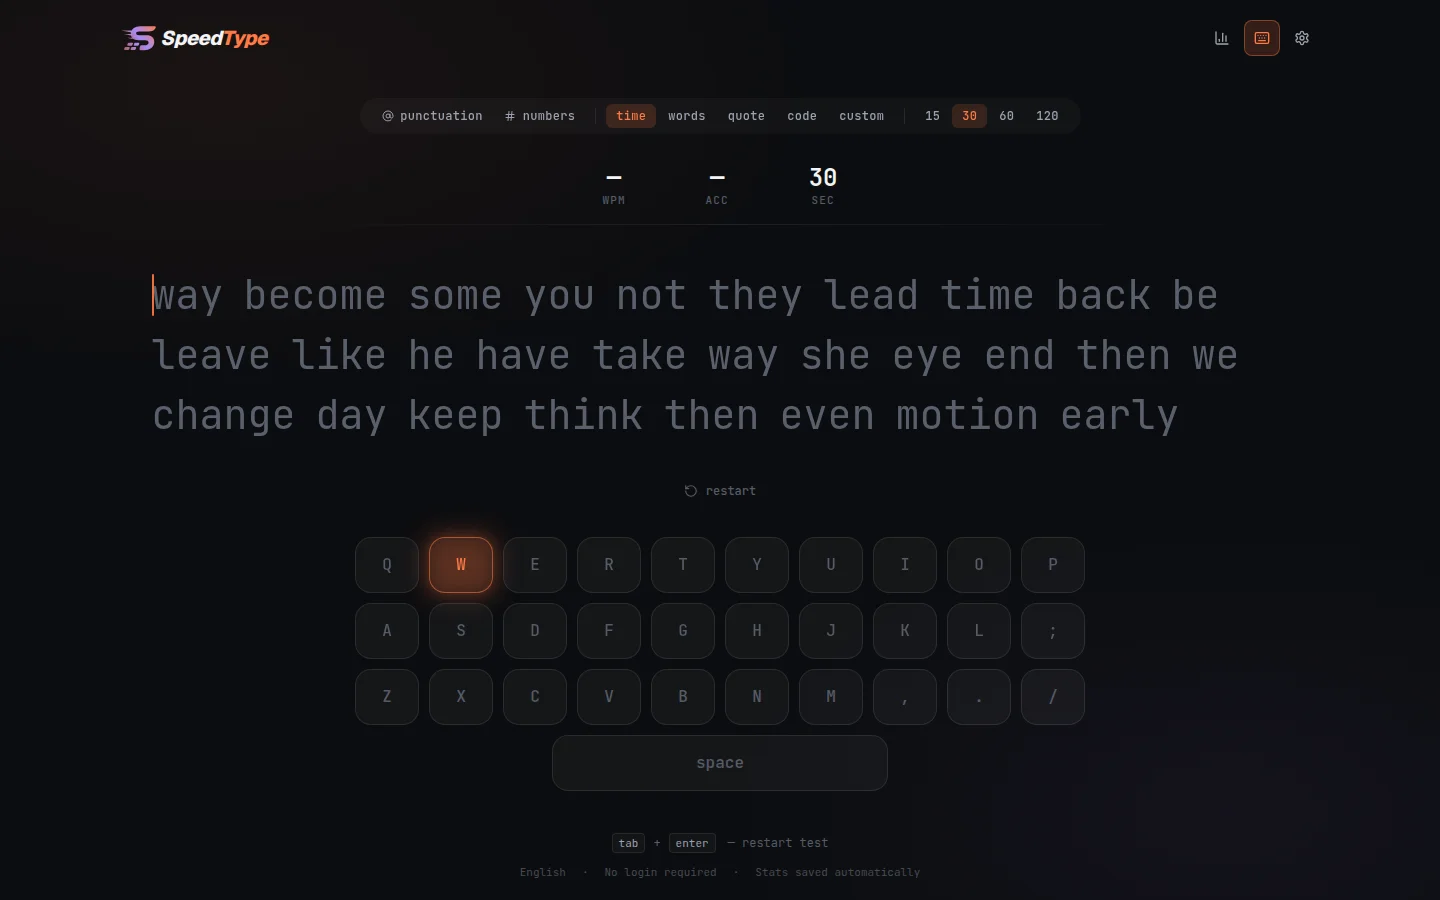 SpeedType
@ punctuation # numbers time words quote code custom 15 30 60 120
— — 30
WPM ACC SEC
way become some you not they lead time back be
leave like he have take way she eye end then we
change day keep think then even motion early
restart
Q W E R T Y U I O P
A S D F G H J K L ;
Z X C V B N M , . /
space
tab + enter — restart test
English · No login required · Stats saved automatically